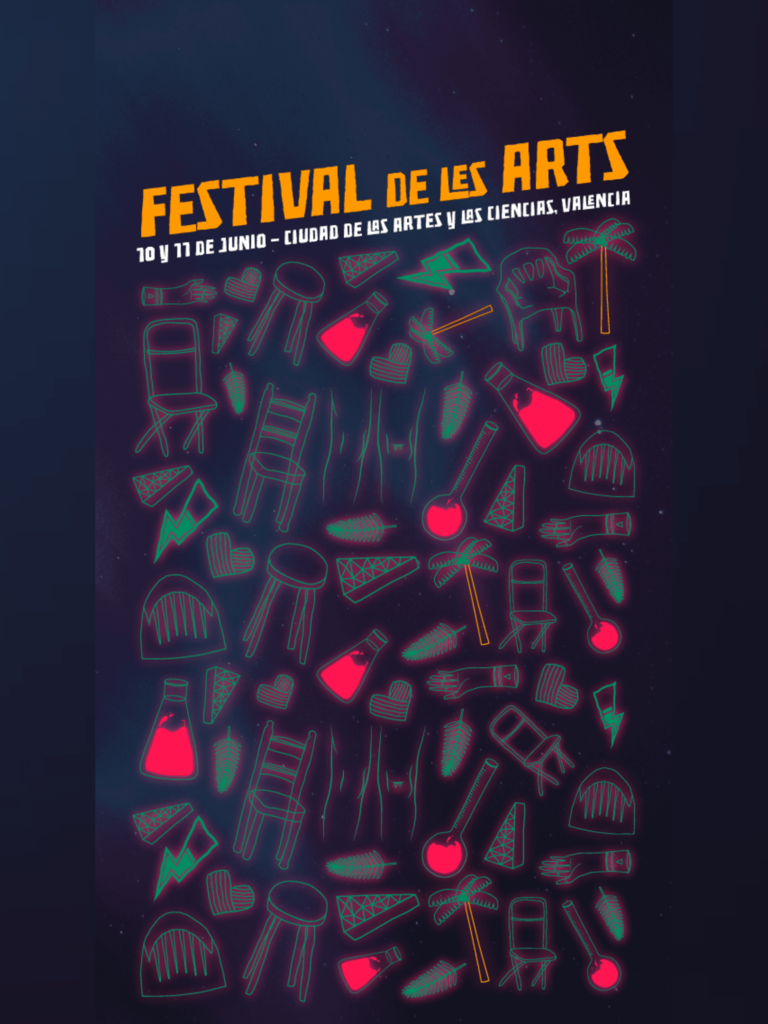 FESTIVAL DE LES ARTS
10 y 11 DE JUNIO – CIUDAD DE LAS ARTES y LAS CIENCIAS, VALENCIA